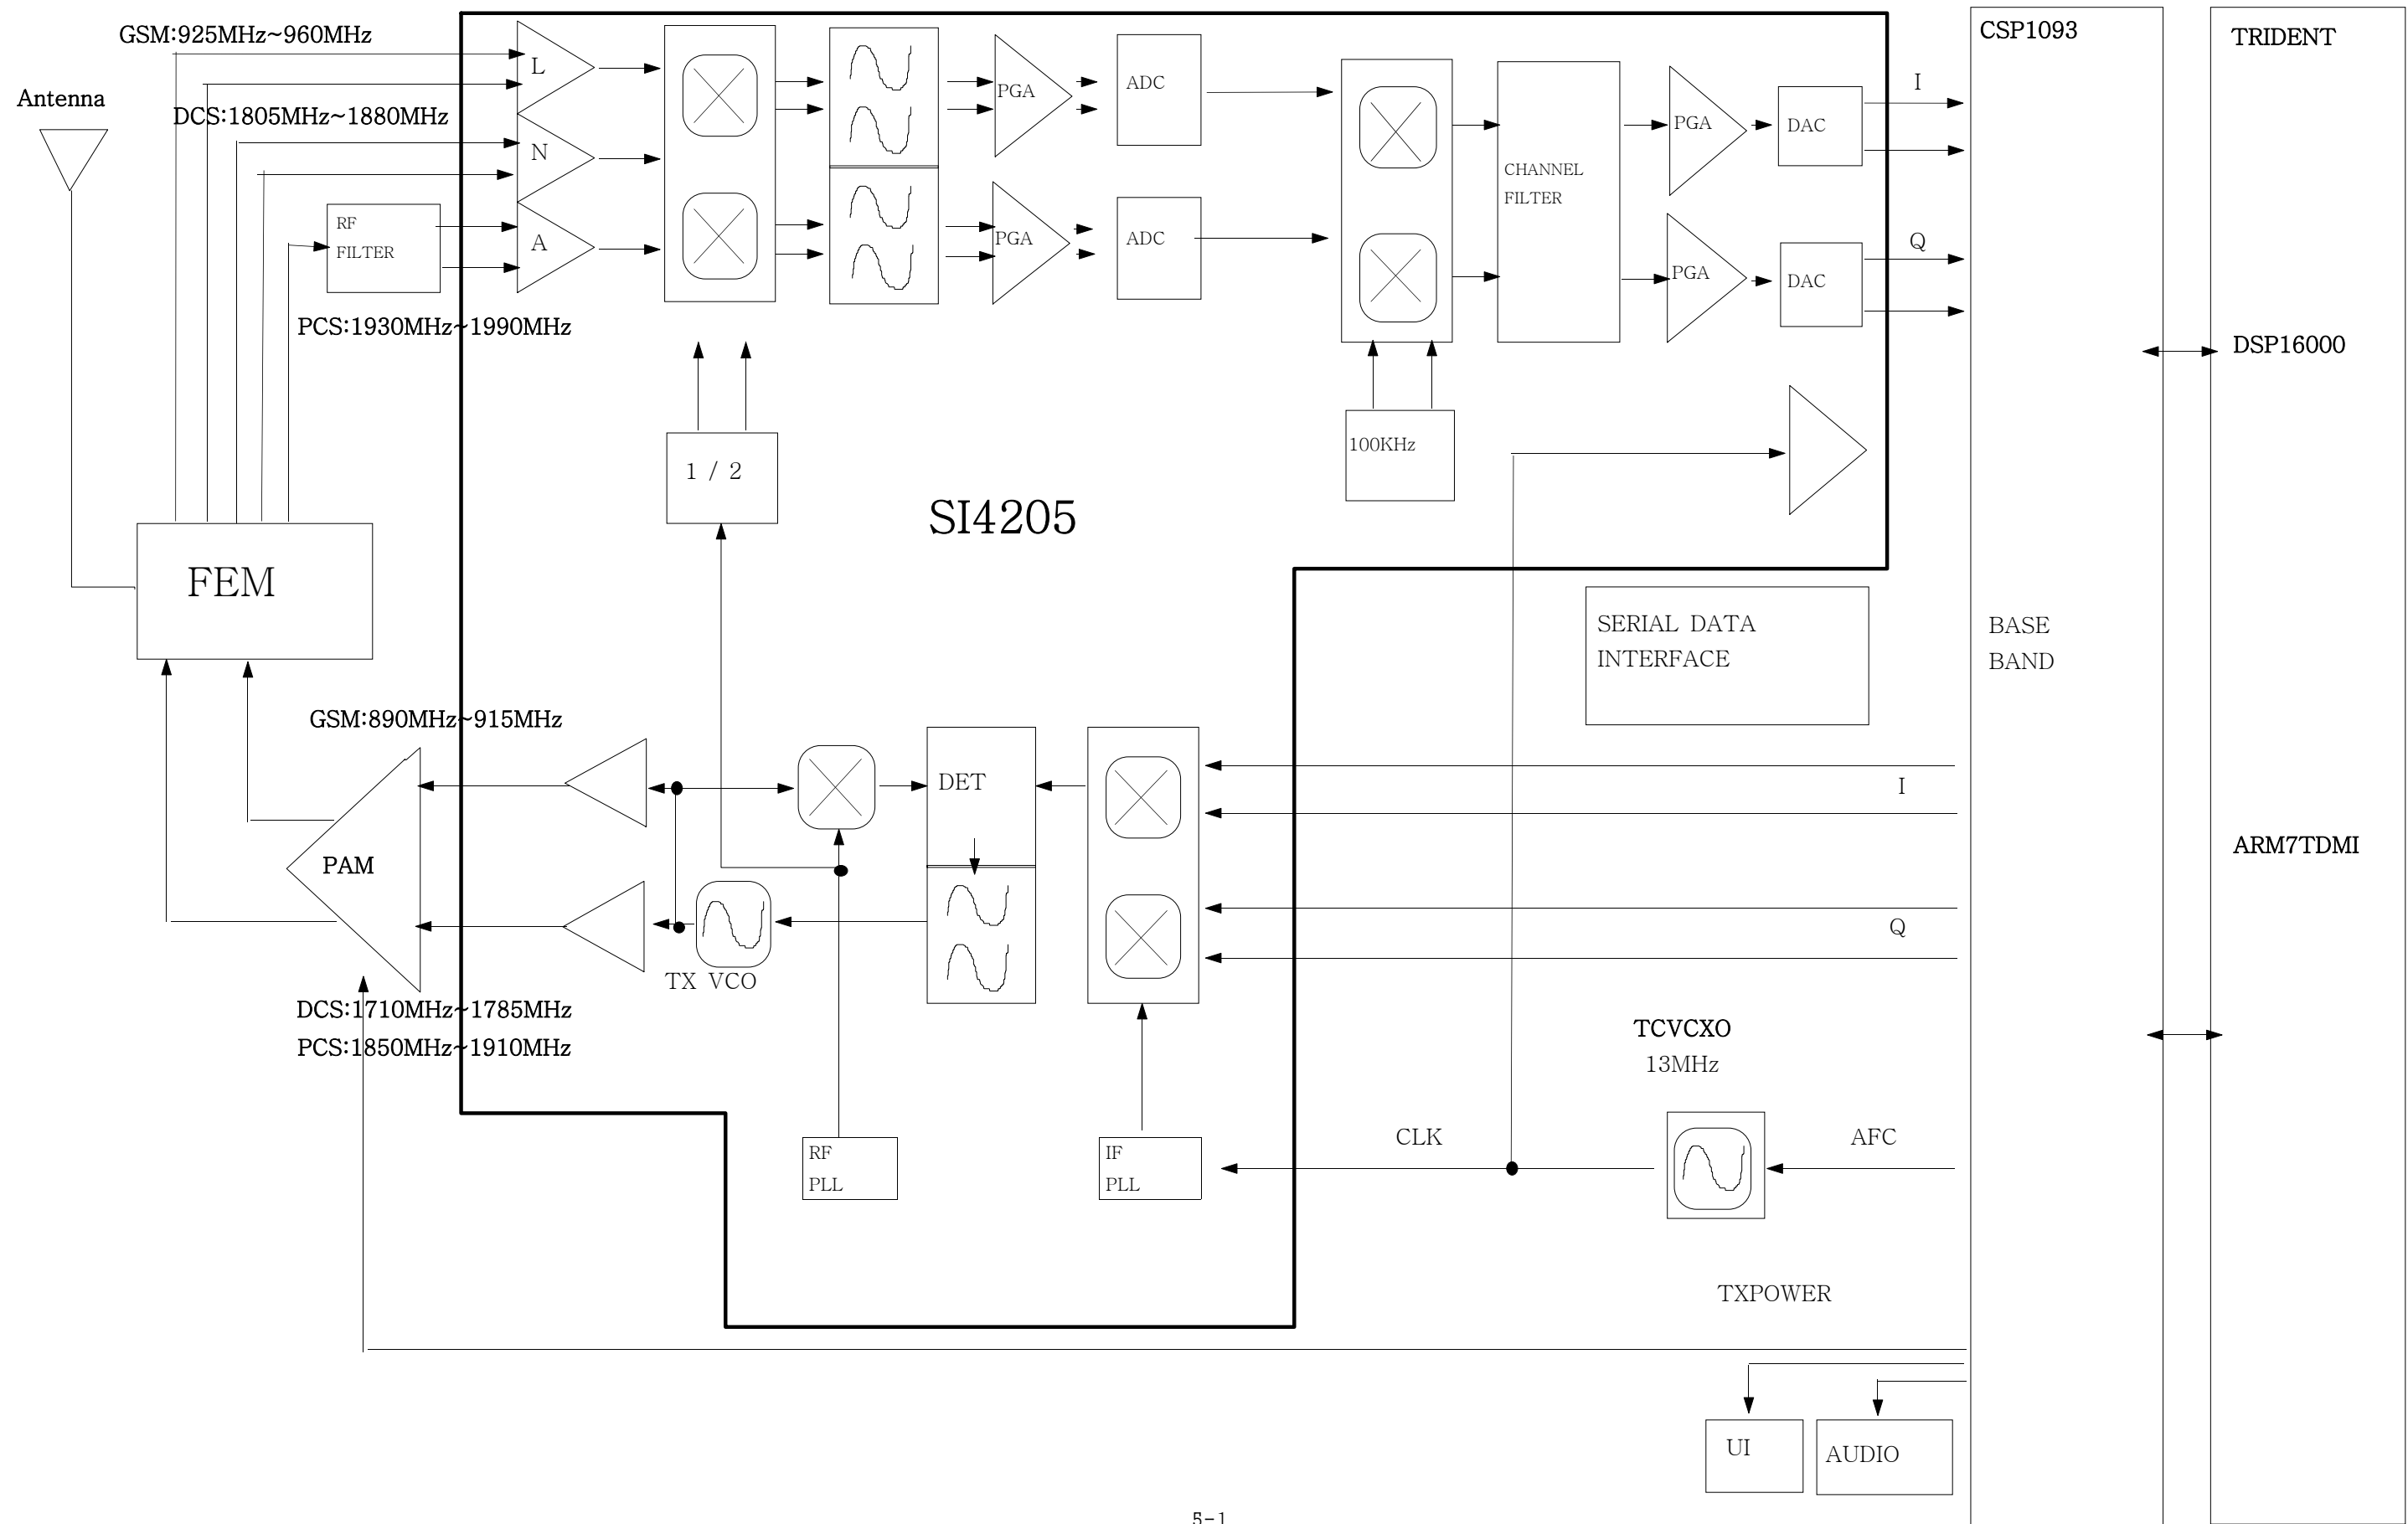 GSM:925MHz~960MHz
Antenna
DCS:1805MHz~1880MHz
L
N
A
RF
FILTER
PCS:1930MHz~1990MHz
PGA
ADC
PGA
ADC
CHANNEL
FILTER
PGA
DAC
I
PGA
DAC
Q
CSP1093
TRIDENT
DSP16000
1 / 2
100KHz
SI4205
FEM
SERIAL DATA
INTERFACE
BASE
BAND
GSM:890MHz~915MHz
PAM
DET
I
Q
ARM7TDMI
TX VCO
DCS:1710MHz~1785MHz
PCS:1850MHz~1910MHz
TCVCXO
13MHz
RF
PLL
IF
PLL
CLK
AFC
TXPOWER
UI
AUDIO
5-1